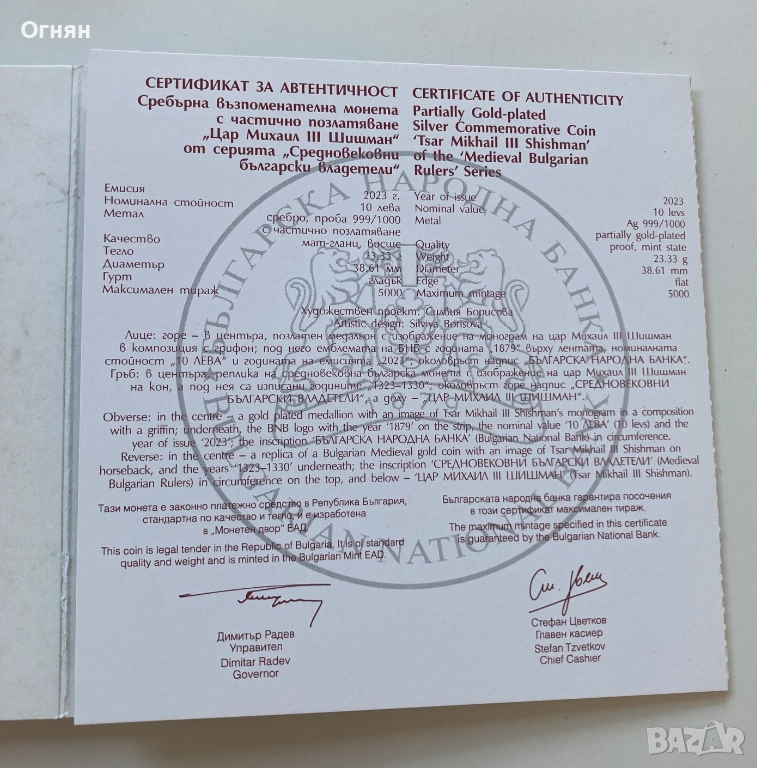 Огнян
СЕРТИФИКАТ ЗА АВТЕНТИЧНОСТ
Сребърна възпоменателна монета
с частично позлатяване
„Цар Михаил III Шишман“
от серията „Средновековни
български владетели“
CERTIFICATE OF AUTHENTICITY
Partially Gold-plated
Silver Commemorative Coin
‘Tsar Mikhail III Shishman’
of the ‘Medieval Bulgarian
Rulers’ Series
Емисия 2023 г.
Номинална стойност 10 лева
Метал сребро, проба 999/1000
с частично позлатяване
Качество мат-гланц, висше
Тегло 23.33 г
Диаметър 38.61 мм
Гурт гладък
Максимален тираж 5000
Year of issue 2023
Nominal value 10 levs
Metal Ag 999/1000
partially gold-plated
Quality proof, mint state
Weight 23.33 g
Diameter 38.61 mm
Edge flat
Maximum mintage 5000
Художествен проект: Силвия Борисова
Artistic design: Silviya Borisova
Лице: горе – в центъра, позлатен медальон с изображение на монограм на цар Михаил III Шишман
в композиция с грифон; под него емблемата на БНБ с годината ‘1879’ върху лентата, номиналната
стойност „10 ЛЕВА“ и годината на емисията „2023“; околовръст надпис „БЪЛГАРСКА НАРОДНА БАНКА“.
Гръб: в центъра, реплика на средновековна българска монета с изображение на цар Михаил III Шишман
на кон, а под нея са изписани годините „1323–1330“; околовръст горе надпис „СРЕДНОВЕКОВНИ
БЪЛГАРСКИ ВЛАДЕТЕЛИ“, а долу – „ЦАР МИХАИЛ III ШИШМАН“.
Obverse: in the centre – a gold plated medallion with an image of Tsar Mikhail III Shishman’s monogram in a composition
with a griffin; underneath, the BNB logo with the year ‘1879’ on the strip, the nominal value ‘10 ЛЕВА’ (10 levs) and the
year of issue ‘2023’; the inscription ‘БЪЛГАРСКА НАРОДНА БАНКА’ (Bulgarian National Bank) in circumference.
Reverse: in the centre – a replica of a Bulgarian Medieval gold coin with an image of Tsar Mikhail III Shishman on
horseback, and the years ‘1323–1330’ underneath; the inscription ‘СРЕДНОВЕКОВНИ БЪЛГАРСКИ ВЛАДЕТЕЛИ’ (Medieval
Bulgarian Rulers) in circumference on the top, and below – ‘ЦАР МИХАИЛ III ШИШМАН’ (Tsar Mikhail III Shishman).
Тази монета е законно платежно средство в Република България,
стандартна по качество и тегло, и е изработена
в „Монетен двор“ ЕАД.
This coin is legal tender in the Republic of Bulgaria. It is of standard
quality and weight and is minted in the Bulgarian Mint EAD.
Българската народна банка гарантира посочения
в този сертификат максимален тираж.
The maximum mintage specified in this certificate
is guaranteed by the Bulgarian National Bank.
Димитър Радев
Управител
Dimitar Radev
Governor
Стефан Цветков
Главен касиер
Stefan Tzvetkov
Chief Cashier
БЪЛГАРСКА НАРОДНА БАНКА
BULGARIAN NATIONAL BANK
1879
BAZAR